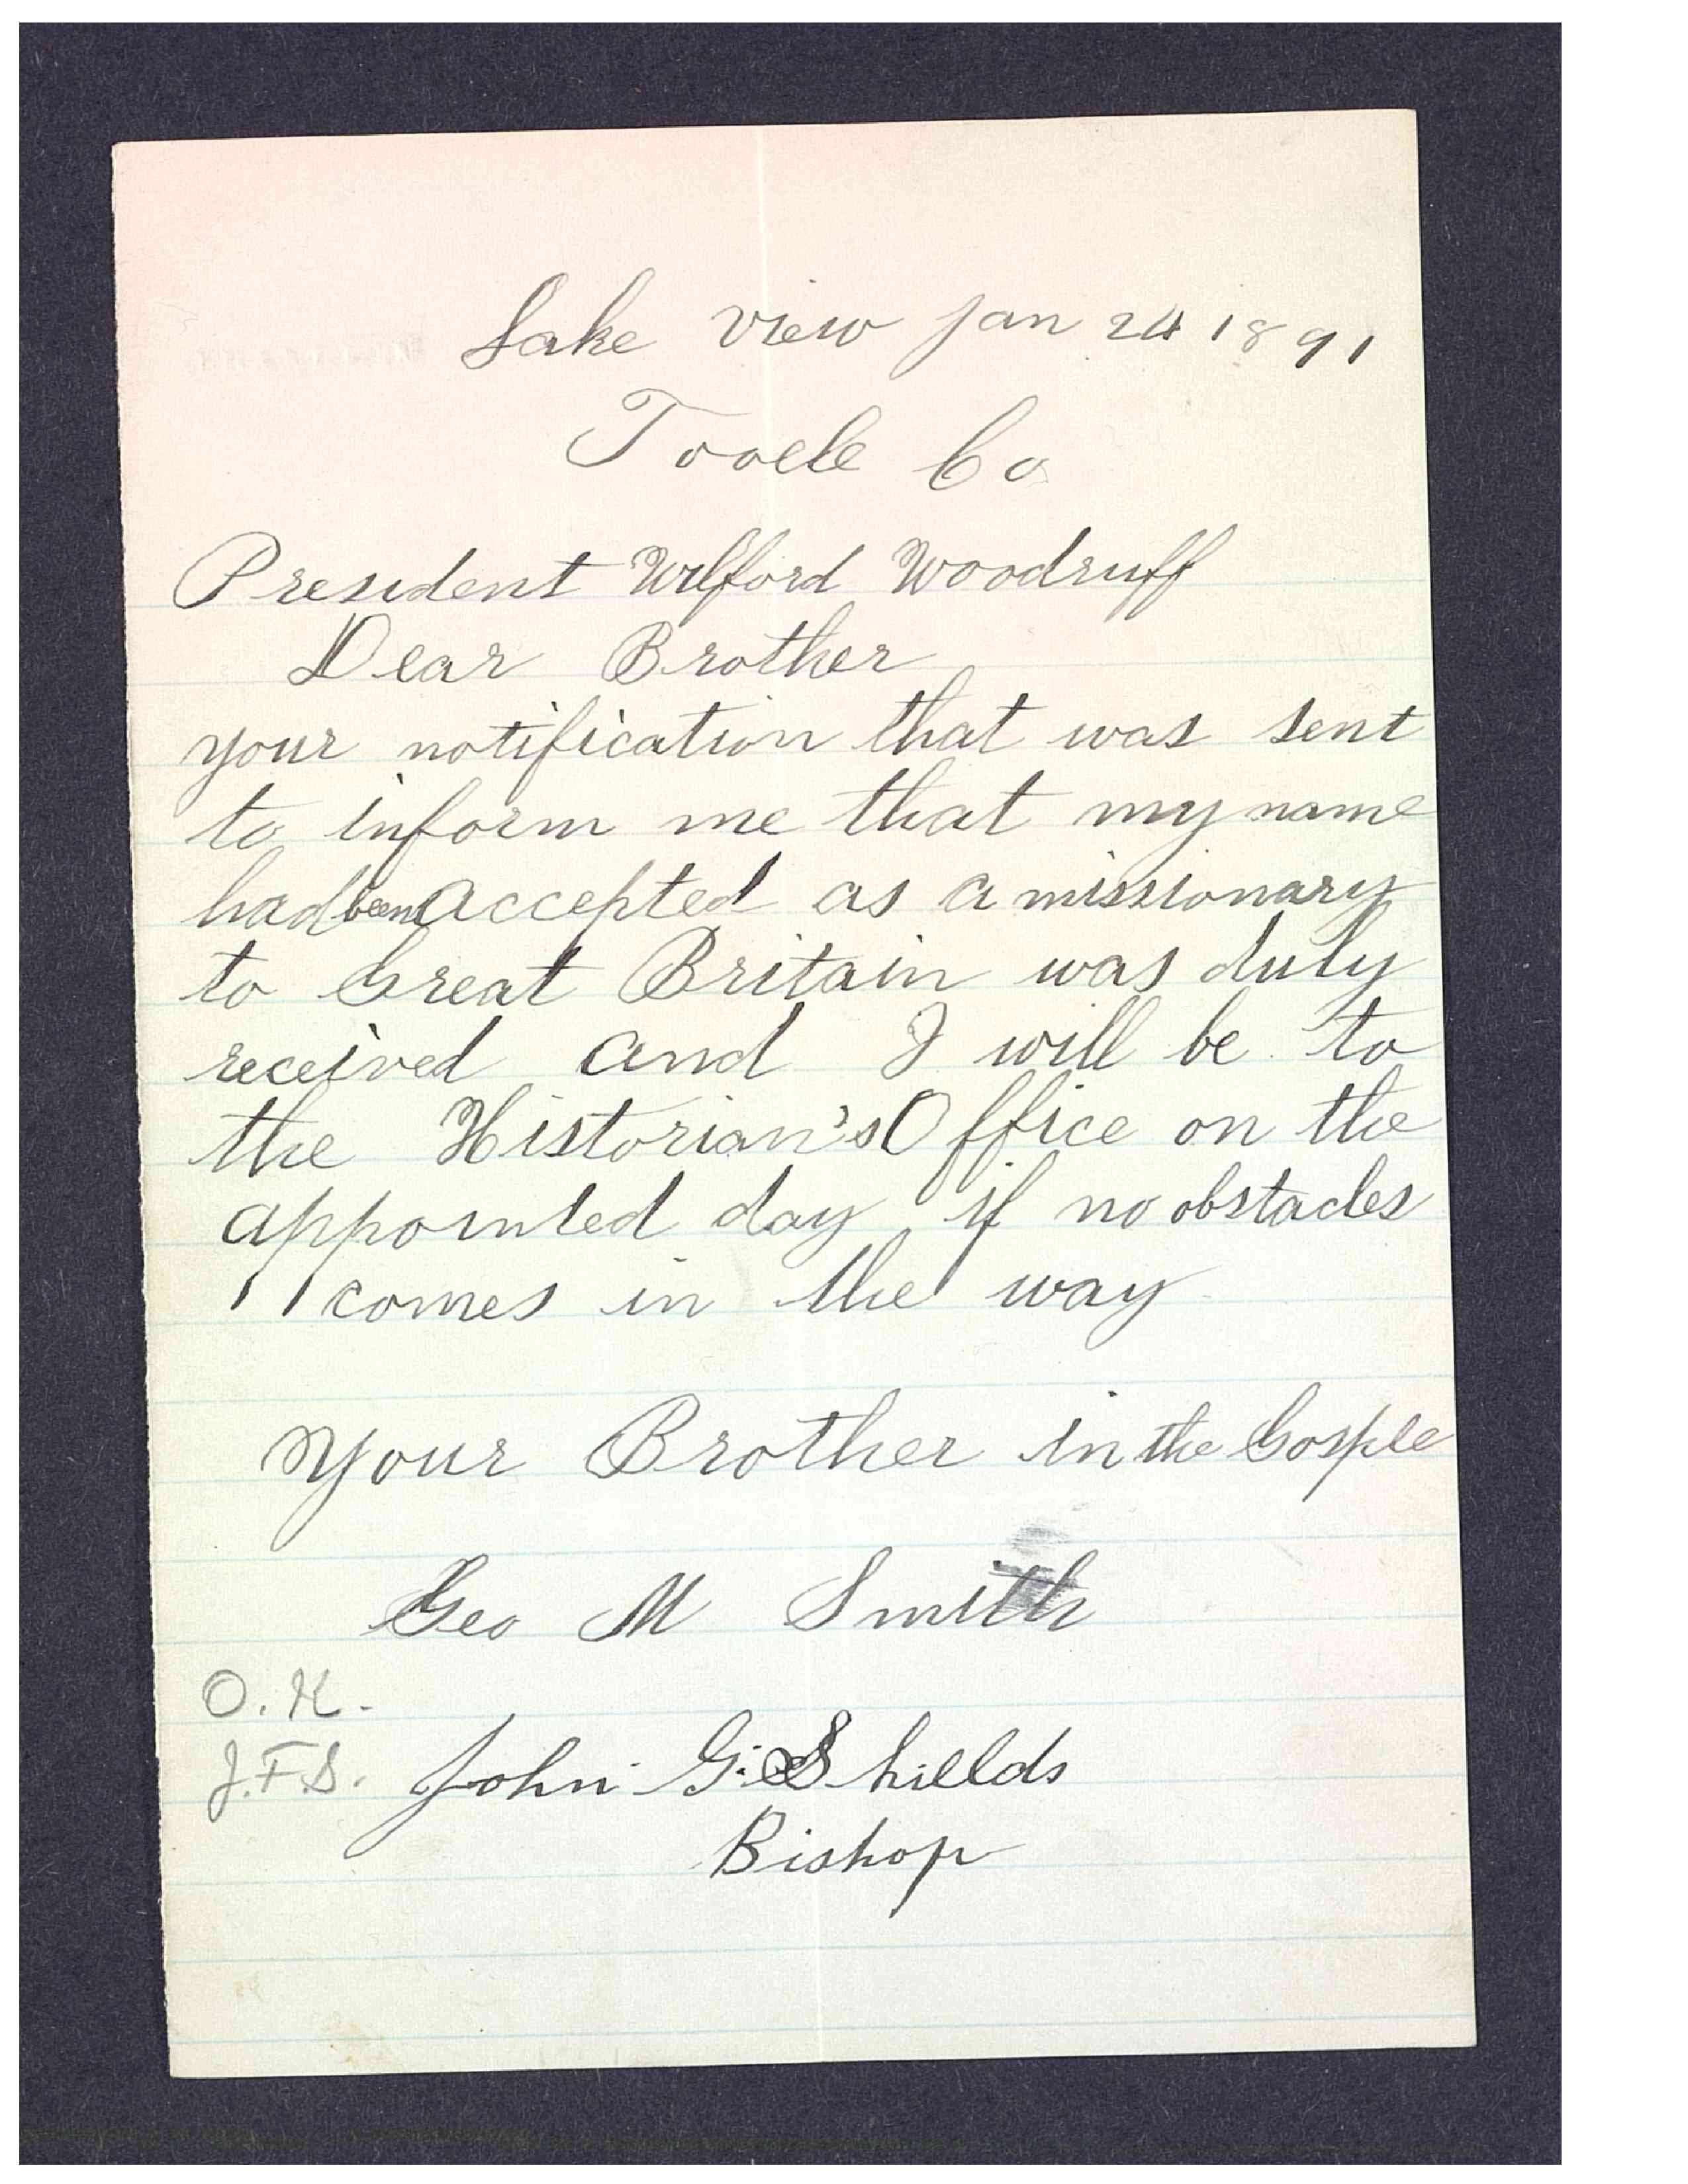 Lake view Jan 24 1891
Tooele Co
President Wilford Woodruff
Dear Brother
your notification that was sent
to inform me that my name
had been accepted as a missionary
to Great Britain was duly
received and I will be to
the Historian's Office on the
appointed day if no obstacles
comes in the way
Your Brother in the Gosple
Geo M Smith
O.K.
J.F.S. John G. Shields
Bishop